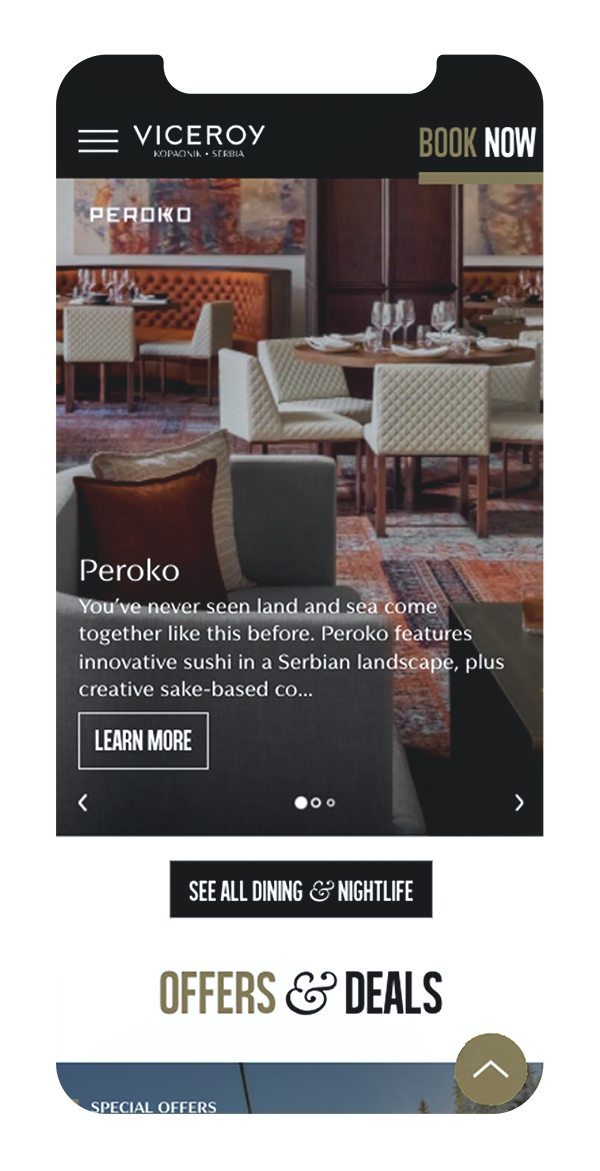 VICEROY
KOPAONIK • SERBIA
BOOK NOW
PEROKO
Peroko
You've never seen land and sea come
together like this before. Peroko features
innovative sushi in a Serbian landscape, plus
creative sake-based co...
LEARN MORE
SEE ALL DINING & NIGHTLIFE
OFFERS & DEALS
SPECIAL OFFERS